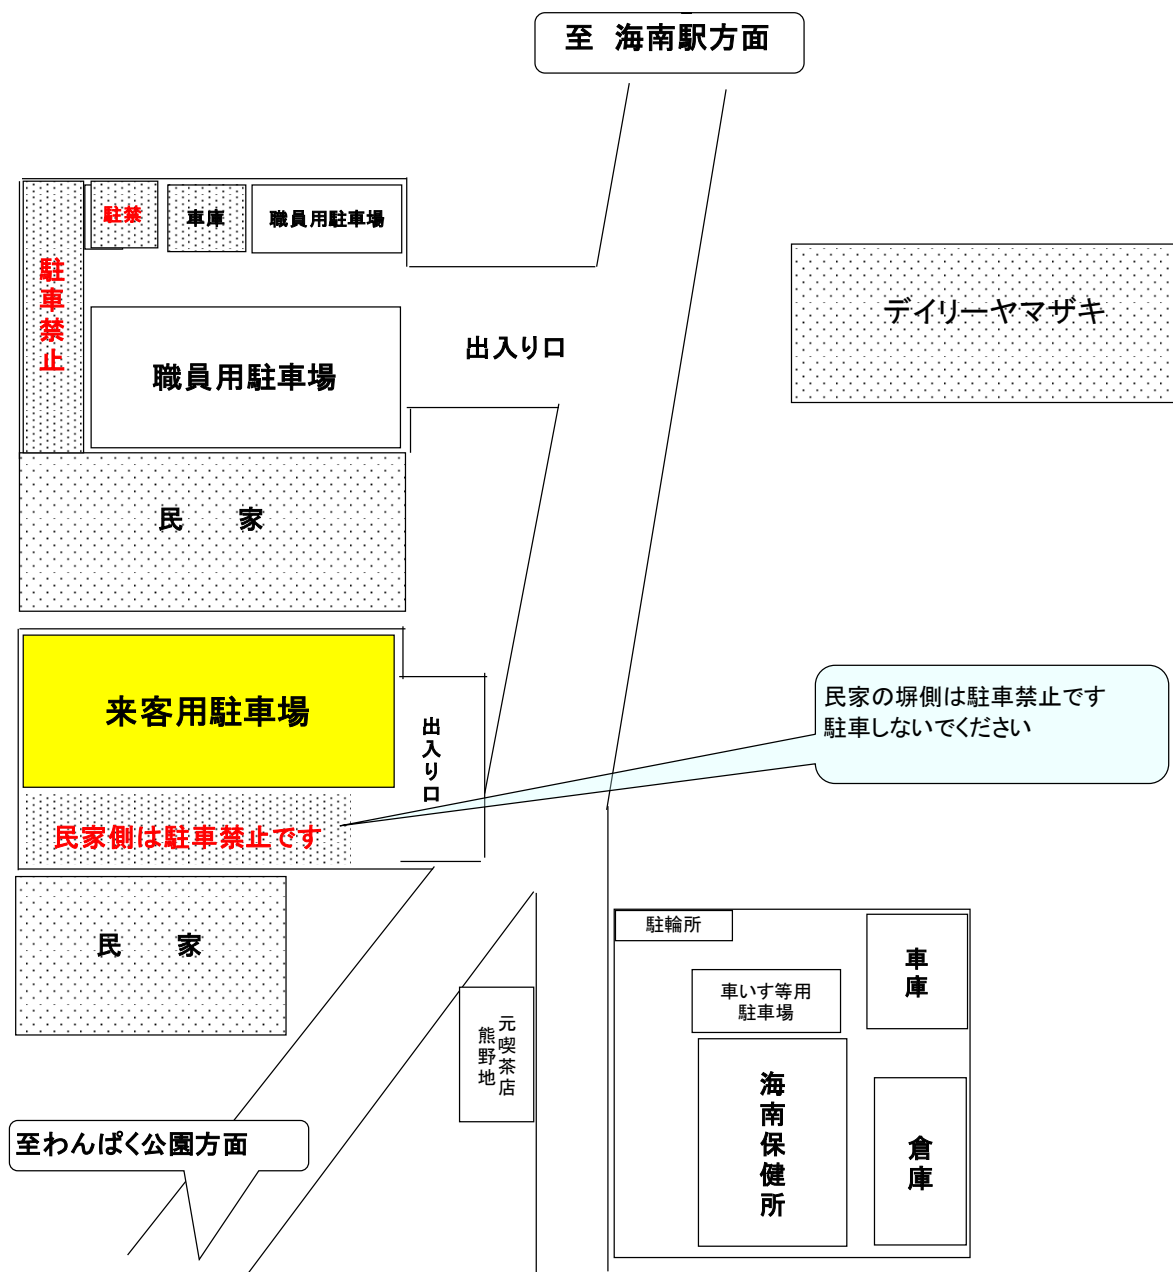 至 海南駅方面
駐禁
車庫
職員用駐車場
駐車禁止
デイリーヤマザキ
出入り口
職員用駐車場
民 家
来客用駐車場
出入り口
民家の塀側は駐車禁止です
駐車しないでください
民家側は駐車禁止です
民 家
駐輪所
車庫
車いす等用
駐車場
元喫茶店
熊野地
海南保健所
倉庫
至わんぱく公園方面